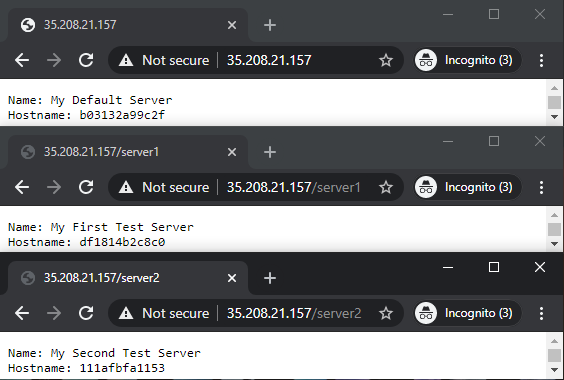 35.208.21.157
Not secure 35.208.21.157 Incognito (3)
Name: My Default Server
Hostname: b03132a99c2f
35.208.21.157/server1
Not secure 35.208.21.157/server1 Incognito (3)
Name: My First Test Server
Hostname: df1814b2c8c0
35.208.21.157/server2
Not secure 35.208.21.157/server2 Incognito (3)
Name: My Second Test Server
Hostname: 111afbfa1153